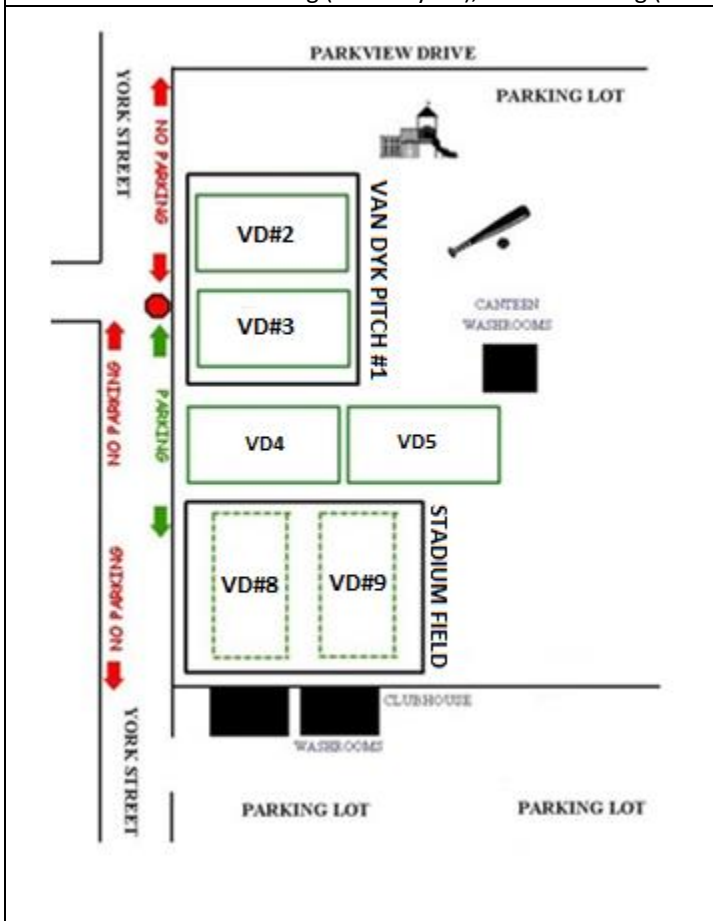 PARKVIEW DRIVE
YORK STREET
NO PARKING
PARKING LOT
VAN DYK PITCH #1
VD#2
VD#3
CANTEEN
WASHROOMS
NO PARKING
PARKING
VD4
VD5
STADIUM FIELD
VD#8
VD#9
NO PARKING
CLUBHOUSE
WASHROOMS
YORK STREET
PARKING LOT
PARKING LOT